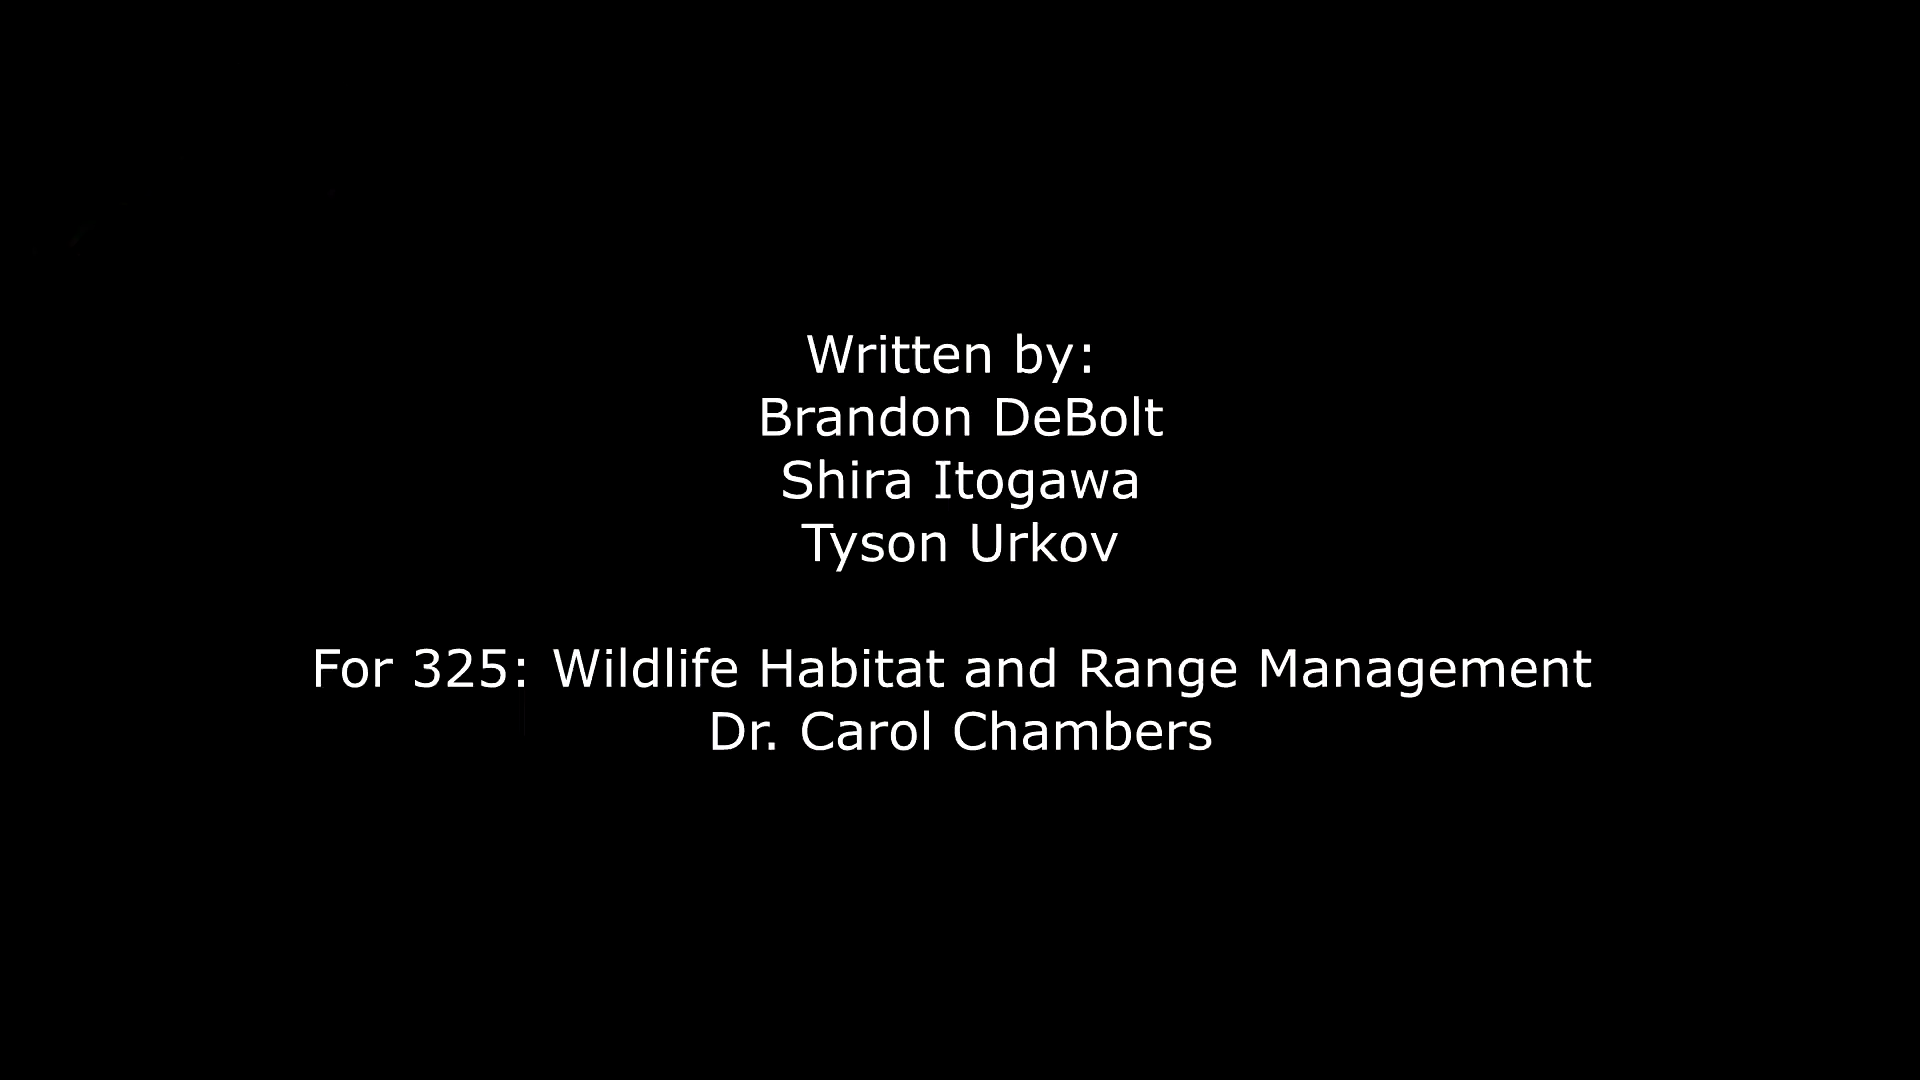 Written by:
Brandon DeBolt
Shira Itogawa
Tyson Urkov
For 325: Wildlife Habitat and Range Management
Dr. Carol Chambers